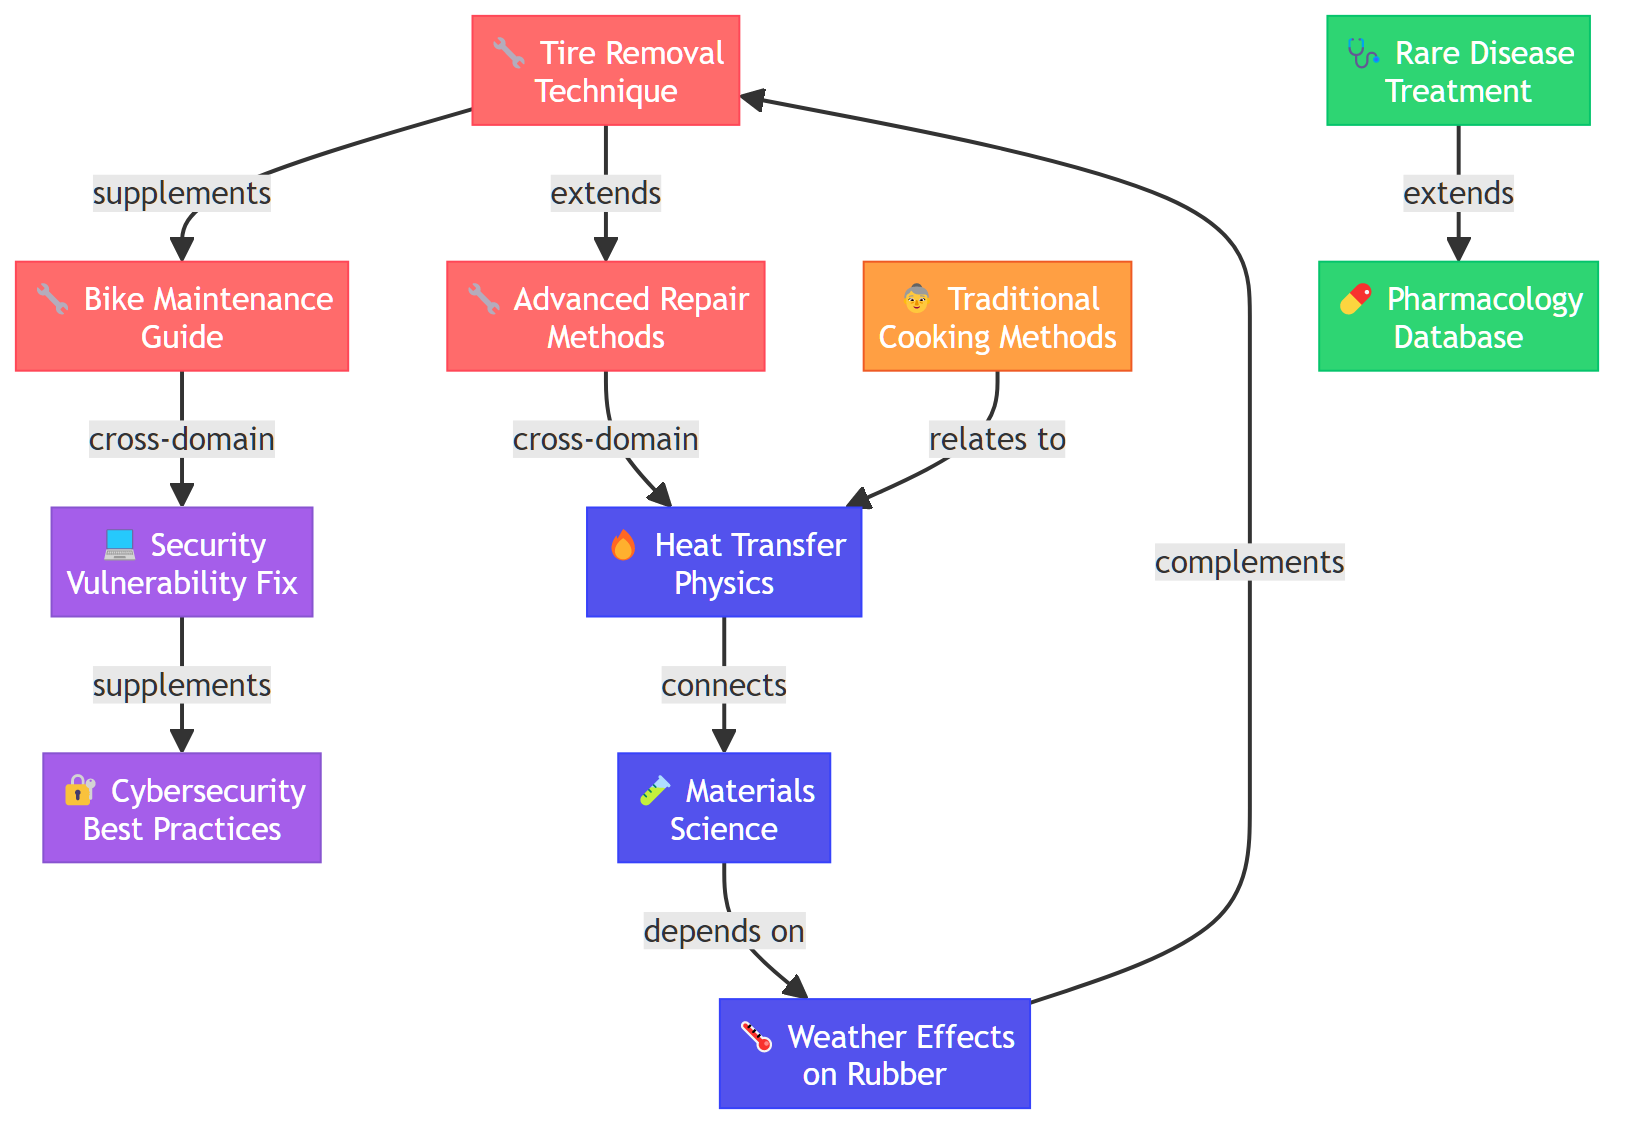 🔧 Tire Removal
Technique
🩺 Rare Disease
Treatment
supplements
extends
extends
🔧 Bike Maintenance
Guide
🔧 Advanced Repair
Methods
👵 Traditional
Cooking Methods
💊 Pharmacology
Database
cross-domain
cross-domain
relates to
💻 Security
Vulnerability Fix
🔥 Heat Transfer
Physics
complements
supplements
connects
🔐 Cybersecurity
Best Practices
🧪 Materials
Science
depends on
🌡️ Weather Effects
on Rubber